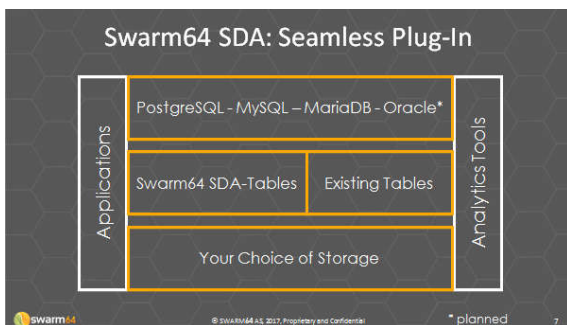 Swarm64 SDA: Seamless Plug-In
Applications
PostgreSQL - MySQL – MariaDB - Oracle*
Swarm64 SDA-Tables
Existing Tables
Your Choice of Storage
Analytics Tools
swarm64
© SWARM64 AS, 2017, Proprietary and Confidential
* planned
7